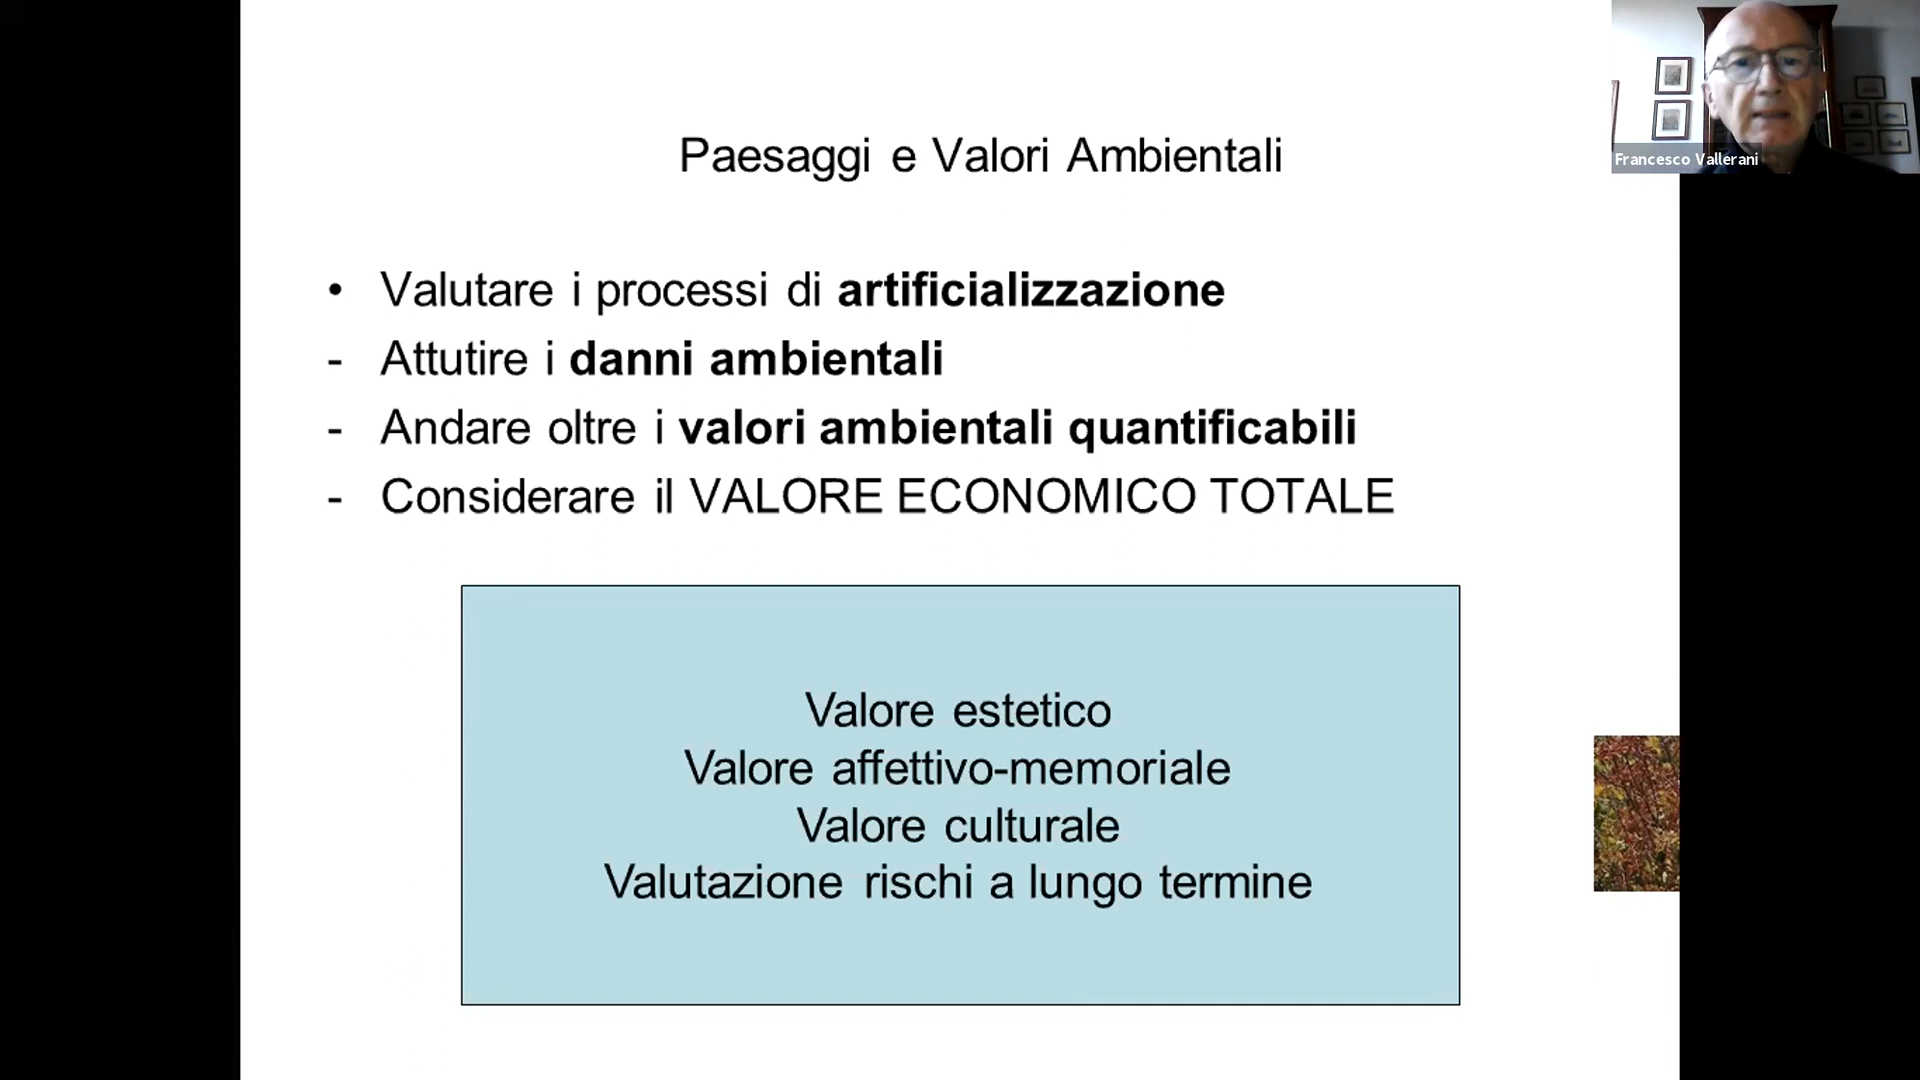 Francesco Vallerani
Paesaggi e Valori Ambientali
• Valutare i processi di artificializzazione
- Attutire i danni ambientali
- Andare oltre i valori ambientali quantificabili
- Considerare il VALORE ECONOMICO TOTALE
Valore estetico
Valore affettivo-memoriale
Valore culturale
Valutazione rischi a lungo termine